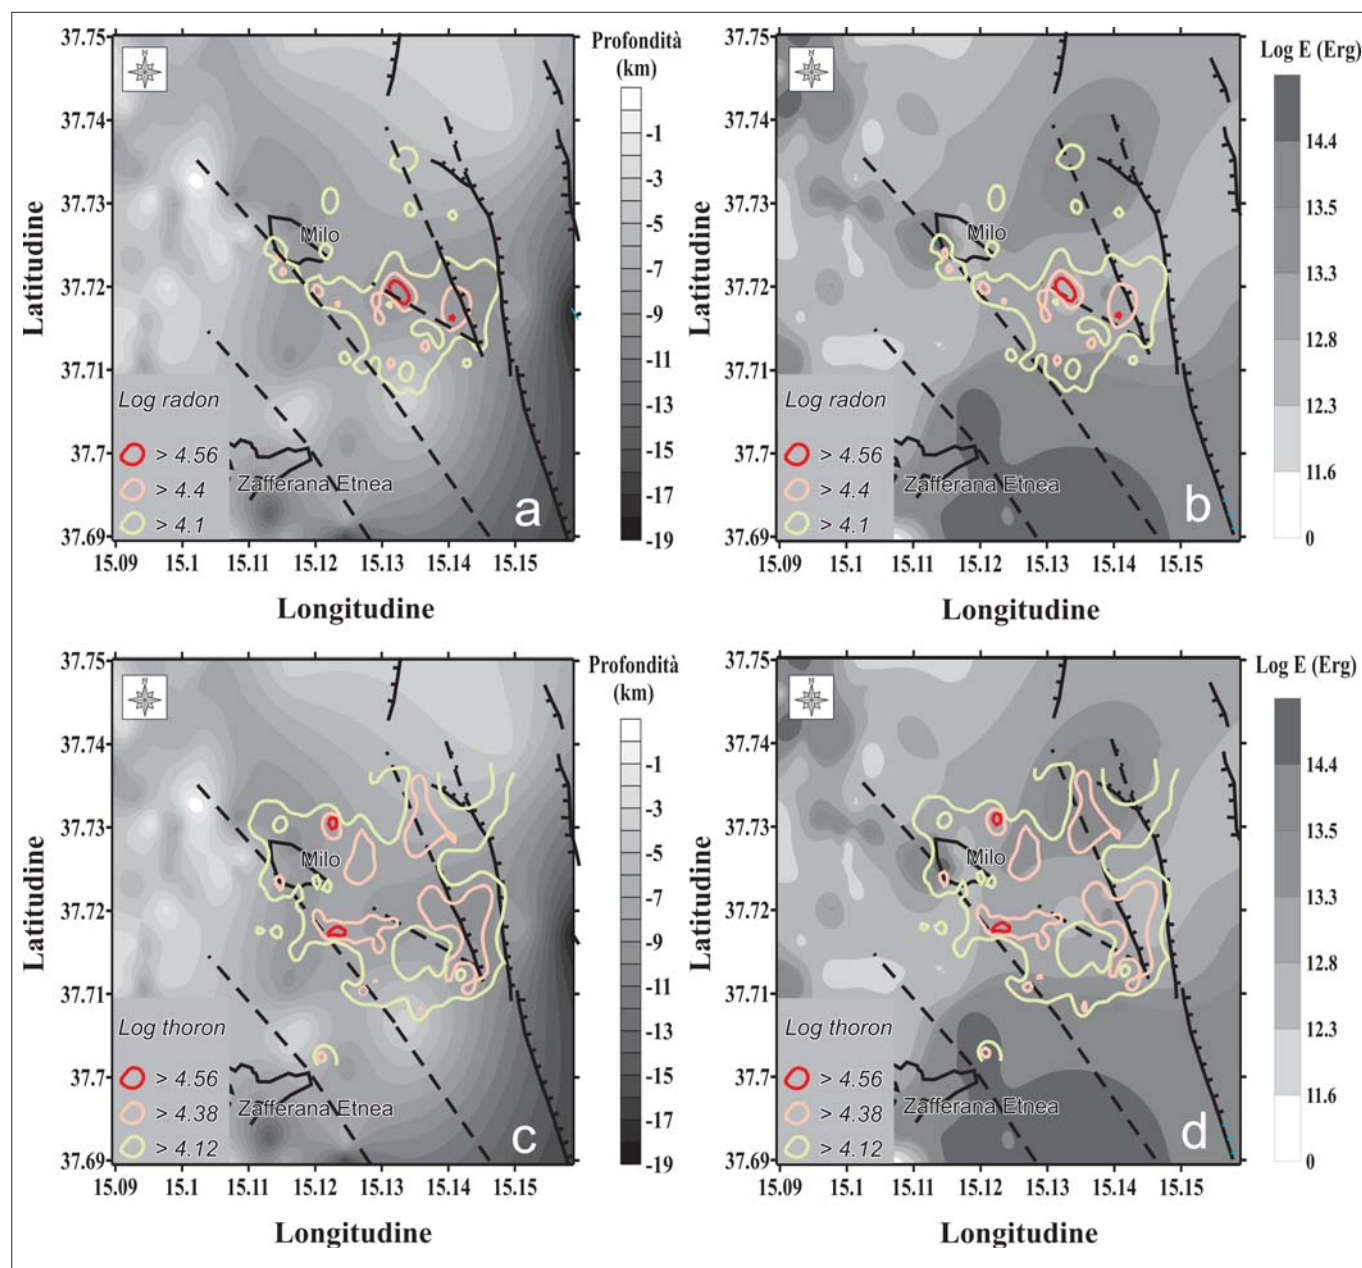 37.75
37.74
37.73
37.72
37.71
37.7
37.69
Latitudine
N
Milo
Zafferana Etnea
Log radon
> 4.56
> 4.4
> 4.1
a
15.09 15.1 15.11 15.12 15.13 15.14 15.15
Longitudine
Profondità
(km)
-1
-3
-5
-7
-9
-11
-13
-15
-17
-19
37.75
37.74
37.73
37.72
37.71
37.7
37.69
Latitudine
N
Milo
Zafferana Etnea
Log radon
> 4.56
> 4.4
> 4.1
b
15.09 15.1 15.11 15.12 15.13 15.14 15.15
Longitudine
Log E (Erg)
14.4
13.5
13.3
12.8
12.3
11.6
0
37.75
37.74
37.73
37.72
37.71
37.7
37.69
Latitudine
N
Milo
Zafferana Etnea
Log thoron
> 4.56
> 4.38
> 4.12
c
15.09 15.1 15.11 15.12 15.13 15.14 15.15
Longitudine
Profondità
(km)
-1
-3
-5
-7
-9
-11
-13
-15
-17
-19
37.75
37.74
37.73
37.72
37.71
37.7
37.69
Latitudine
N
Milo
Zafferana Etnea
Log thoron
> 4.56
> 4.38
> 4.12
d
15.09 15.1 15.11 15.12 15.13 15.14 15.15
Longitudine
Log E (Erg)
14.4
13.5
13.3
12.8
12.3
11.6
0